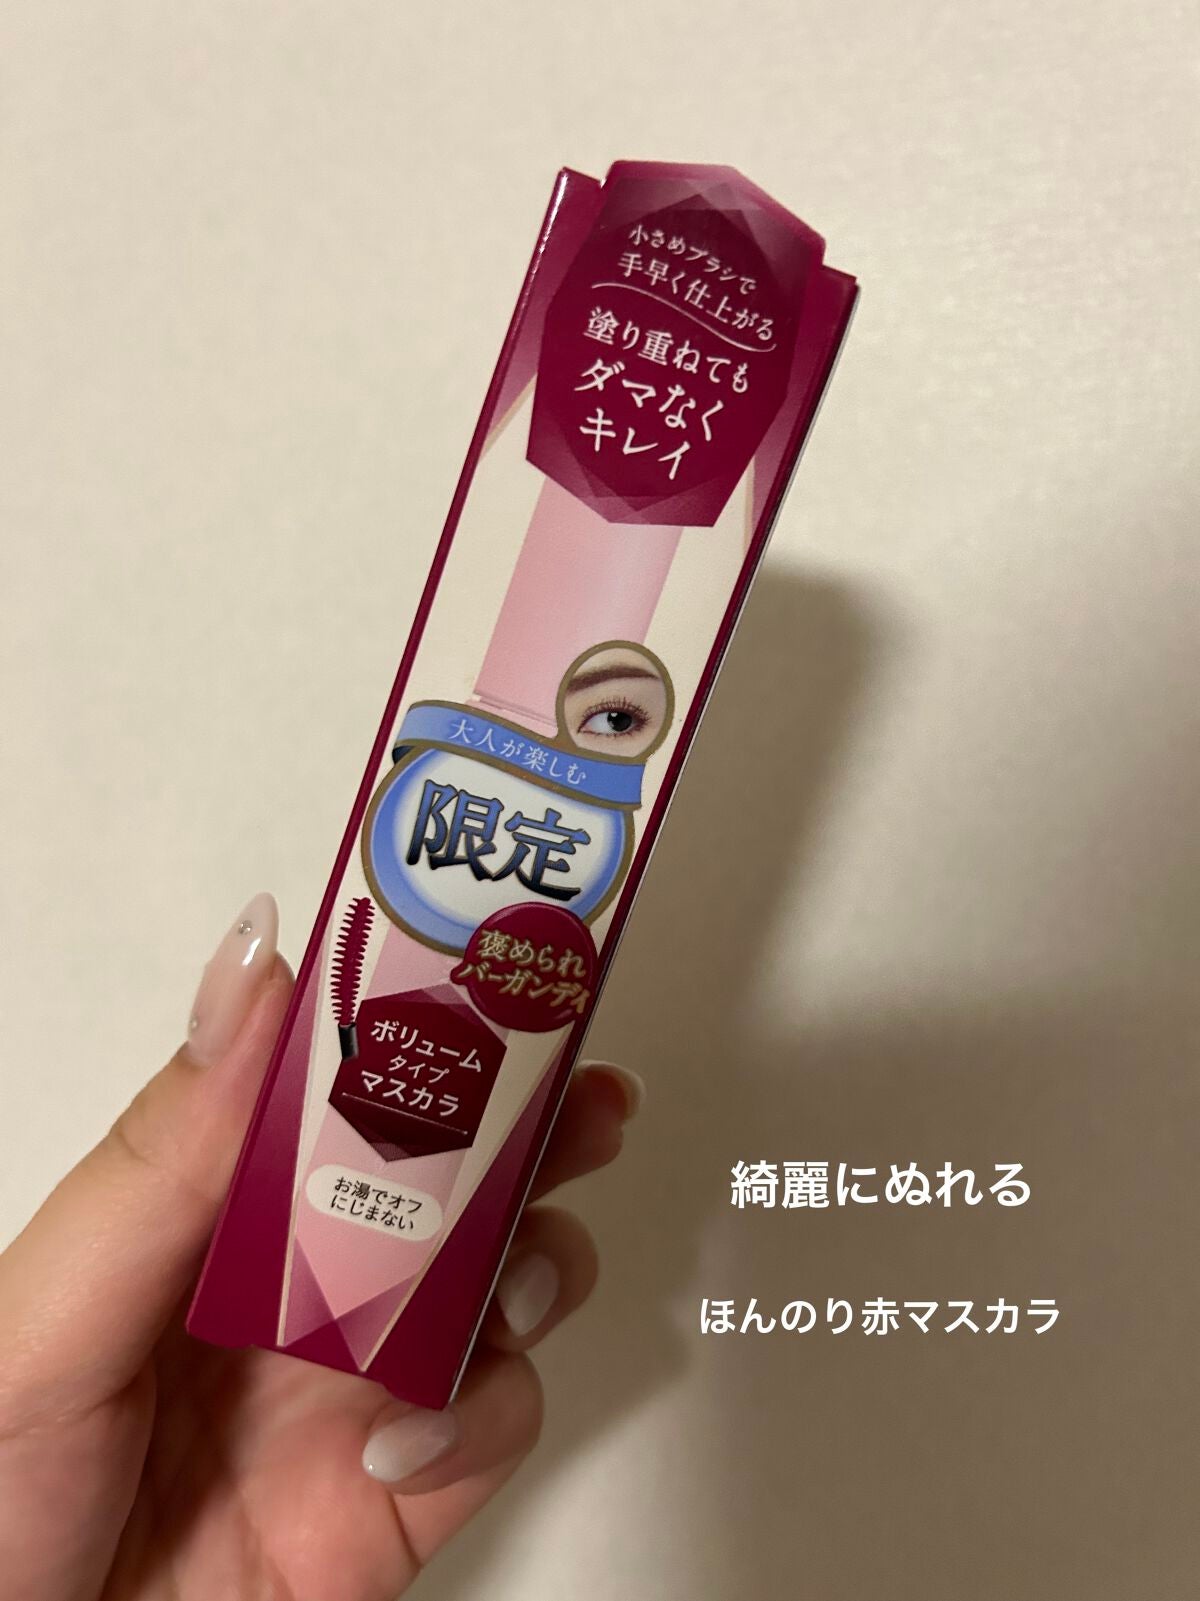 小さめブラシで
手早く仕上がる
塗り重ねても
ダマなく
キレイ
大人が楽しむ
限定
褒められ
バーガンディ
ボリューム
タイプ
マスカラ
お湯でオフ
にじまない
綺麗にぬれる
ほんのり赤マスカラ